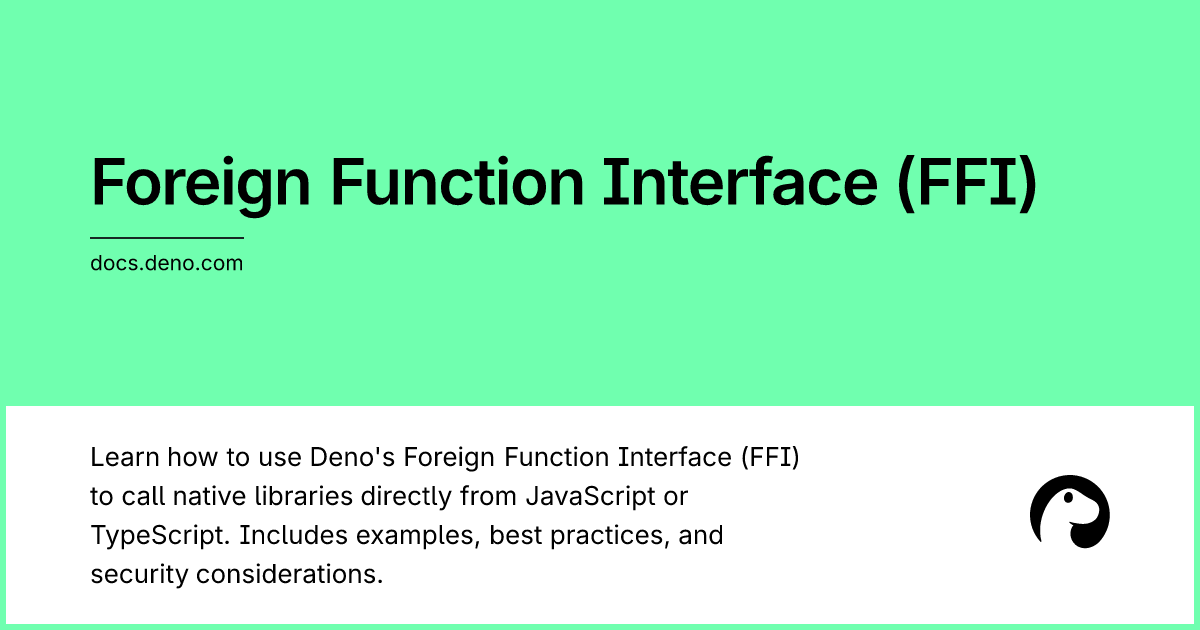 Foreign Function Interface (FFI)
docs.deno.com
Learn how to use Deno's Foreign Function Interface (FFI)
to call native libraries directly from JavaScript or
TypeScript. Includes examples, best practices, and
security considerations.